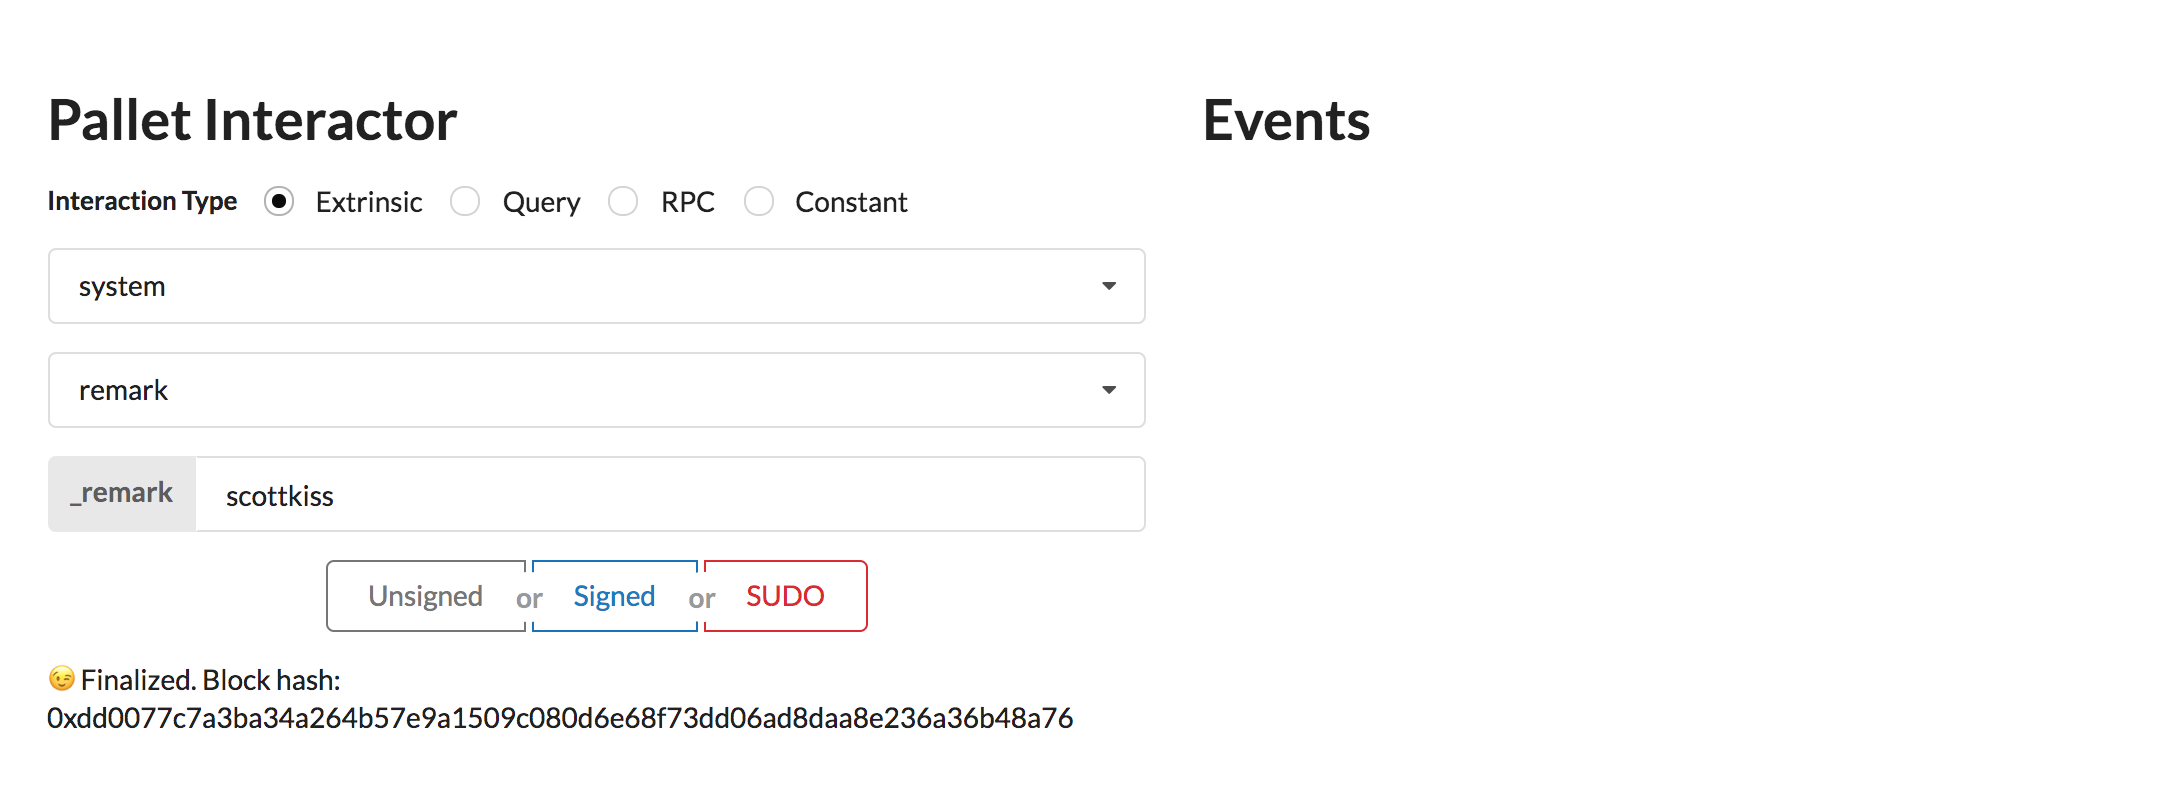 Pallet Interactor
Events
Interaction Type Extrinsic Query RPC Constant
system
remark
_remark scottkiss
Unsigned or Signed or SUDO
😉 Finalized. Block hash:
0xdd0077c7a3ba34a264b57e9a1509c080d6e68f73dd06ad8daa8e236a36b48a76